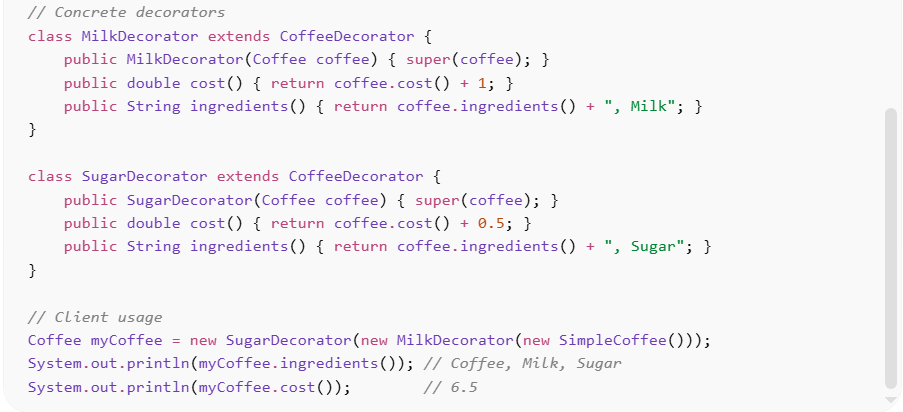 // Concrete decorators
class MilkDecorator extends CoffeeDecorator {
    public MilkDecorator(Coffee coffee) { super(coffee); }
    public double cost() { return coffee.cost() + 1; }
    public String ingredients() { return coffee.ingredients() + ", Milk"; }
}

class SugarDecorator extends CoffeeDecorator {
    public SugarDecorator(Coffee coffee) { super(coffee); }
    public double cost() { return coffee.cost() + 0.5; }
    public String ingredients() { return coffee.ingredients() + ", Sugar"; }
}

// Client usage
Coffee myCoffee = new SugarDecorator(new MilkDecorator(new SimpleCoffee()));
System.out.println(myCoffee.ingredients()); // Coffee, Milk, Sugar
System.out.println(myCoffee.cost());        // 6.5